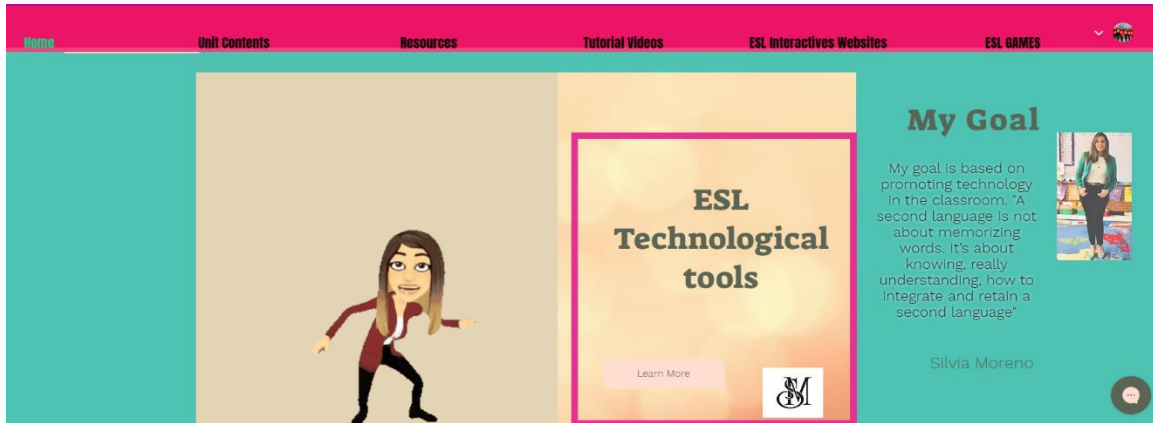 Home
Unit Contents
Resources
Tutorial Videos
ESL Interactives Websites
ESL GAMES
ESL
Technological
tools
Learn More
SM
My Goal
My goal is based on
promoting technology
in the classroom. "A
second language is not
about memorizing
words. It's about
knowing, really
understanding, how to
integrate and retain a
second language"
Silvia Moreno